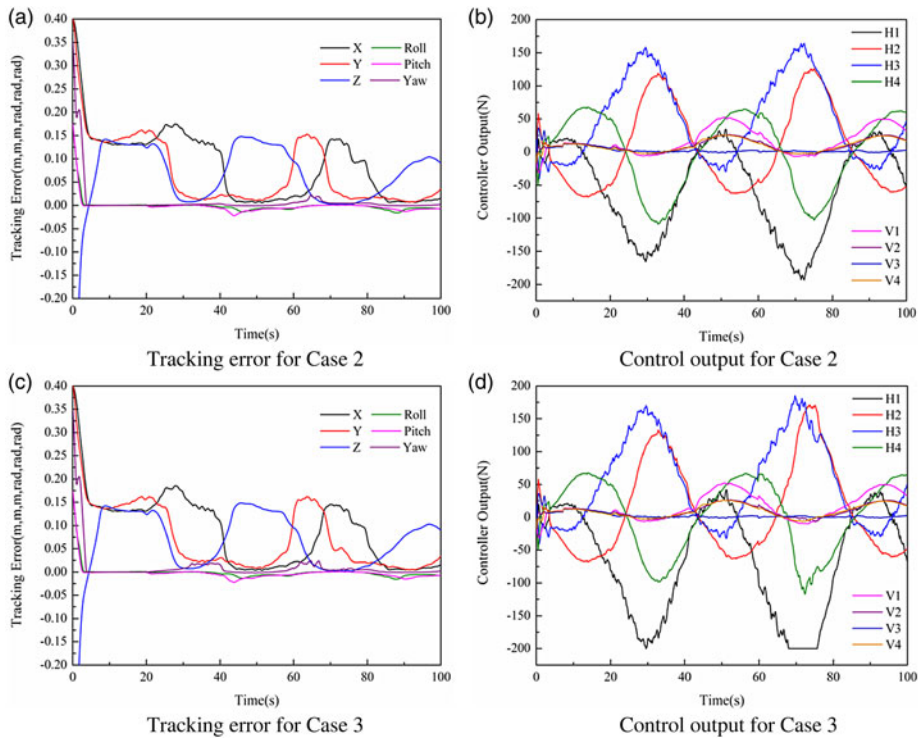 (a)
0.40
0.35
0.30
0.25
0.20
0.15
0.10
0.05
0.00
-0.05
-0.10
-0.15
-0.20
Tracking Error(m,m,m,rad,rad,rad)
X Roll
Y Pitch
Z Yaw
0 20 40 60 80 100
Time(s)
Tracking error for Case 2
(b)
200
150
100
50
0
-50
-100
-150
-200
Controller Output(N)
H1
H2
H3
H4
V1
V2
V3
V4
0 20 40 60 80 100
Time(s)
Control output for Case 2
(c)
0.40
0.35
0.30
0.25
0.20
0.15
0.10
0.05
0.00
-0.05
-0.10
-0.15
-0.20
Tracking Error(m,m,m,rad,rad,rad)
X Roll
Y Pitch
Z Yaw
0 20 40 60 80 100
Time(s)
Tracking error for Case 3
(d)
200
150
100
50
0
-50
-100
-150
-200
Controller Output(N)
H1
H2
H3
H4
V1
V2
V3
V4
0 20 40 60 80 100
Time(s)
Control output for Case 3